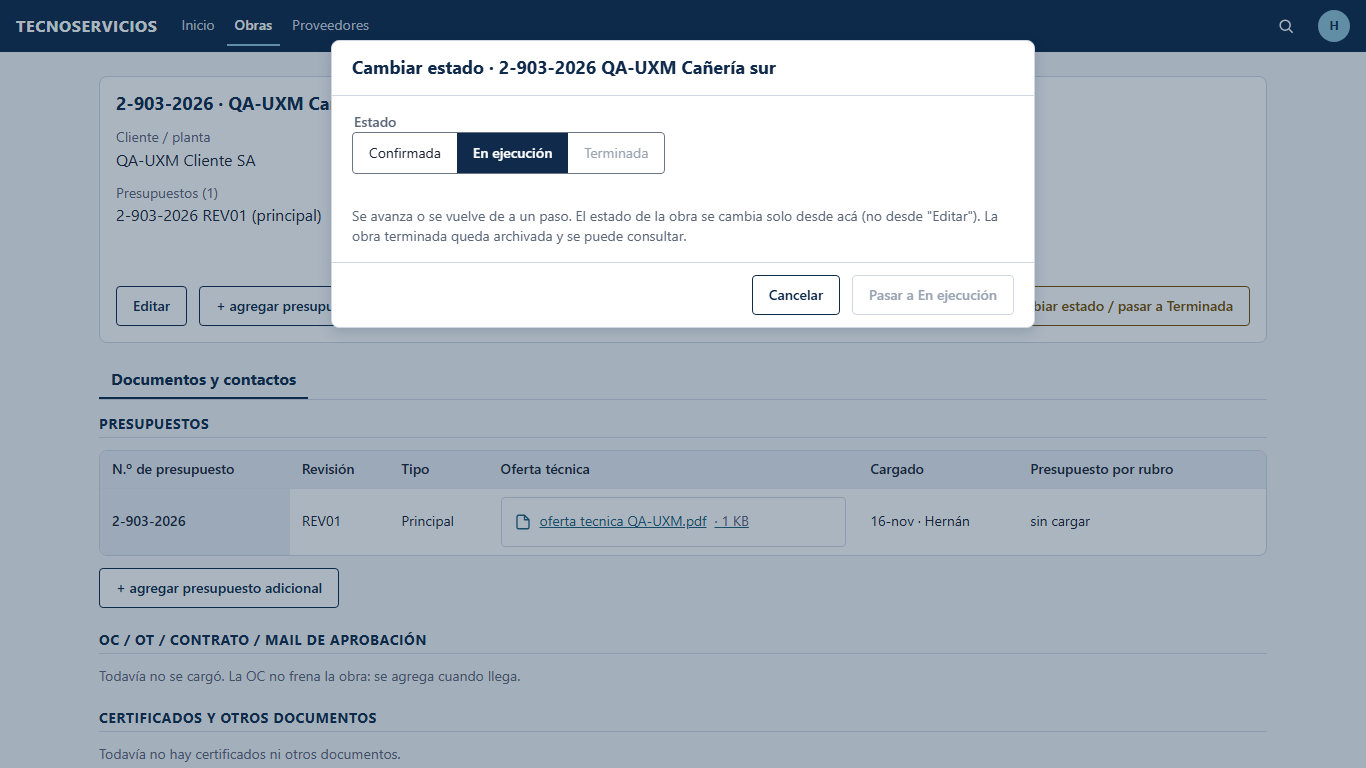 TECNOSERVICIOS Inicio Obras Proveedores H
Cambiar estado · 2-903-2026 QA-UXM Cañería sur
Estado
Confirmada En ejecución Terminada
Se avanza o se vuelve de a un paso. El estado de la obra se cambia solo desde acá (no desde "Editar"). La
obra terminada queda archivada y se puede consultar.
Cancelar Pasar a En ejecución
2-903-2026 · QA-UXM
Cliente / planta
QA-UXM Cliente SA
Presupuestos (1)
2-903-2026 REV01 (principal)
Editar + agregar estado / pasar a Terminada
Documentos y contactos
PRESUPUESTOS
N.º de presupuesto Revisión Tipo Oferta técnica Cargado Presupuesto por rubro
2-903-2026 REV01 Principal oferta tecnica QA-UXM.pdf · 1 KB 16-nov · Hernán sin cargar
+ agregar presupuesto adicional
OC / OT / CONTRATO / MAIL DE APROBACIÓN
Todavía no se cargó. La OC no frena la obra: se agrega cuando llega.
CERTIFICADOS Y OTROS DOCUMENTOS
Todavía no hay certificados ni otros documentos.